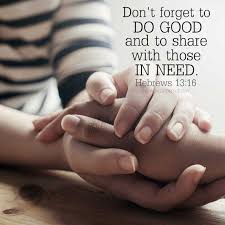 Don't forget to
DO GOOD
and to share
with those
IN NEED.
Hebrews 13:16